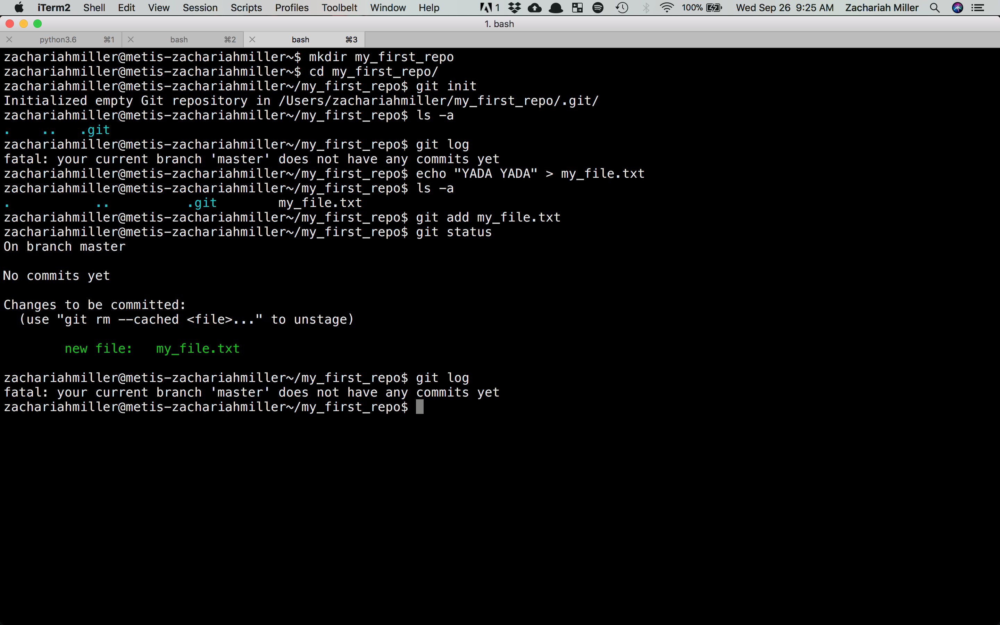 iTerm2 Shell Edit View Session Scripts Profiles Toolbelt Window Help 1 100% Wed Sep 26 9:25 AM Zachariah Miller
1. bash
python3.6 ⌘1 bash ⌘2 bash ⌘3
zachariahmiller@metis-zachariahmiller~$ mkdir my_first_repo
zachariahmiller@metis-zachariahmiller~$ cd my_first_repo/
zachariahmiller@metis-zachariahmiller~/my_first_repo$ git init
Initialized empty Git repository in /Users/zachariahmiller/my_first_repo/.git/
zachariahmiller@metis-zachariahmiller~/my_first_repo$ ls -a
. .. .git
zachariahmiller@metis-zachariahmiller~/my_first_repo$ git log
fatal: your current branch 'master' does not have any commits yet
zachariahmiller@metis-zachariahmiller~/my_first_repo$ echo "YADA YADA" > my_file.txt
zachariahmiller@metis-zachariahmiller~/my_first_repo$ ls -a
. .. .git my_file.txt
zachariahmiller@metis-zachariahmiller~/my_first_repo$ git add my_file.txt
zachariahmiller@metis-zachariahmiller~/my_first_repo$ git status
On branch master
No commits yet
Changes to be committed:
(use "git rm --cached <file>..." to unstage)
new file: my_file.txt
zachariahmiller@metis-zachariahmiller~/my_first_repo$ git log
fatal: your current branch 'master' does not have any commits yet
zachariahmiller@metis-zachariahmiller~/my_first_repo$